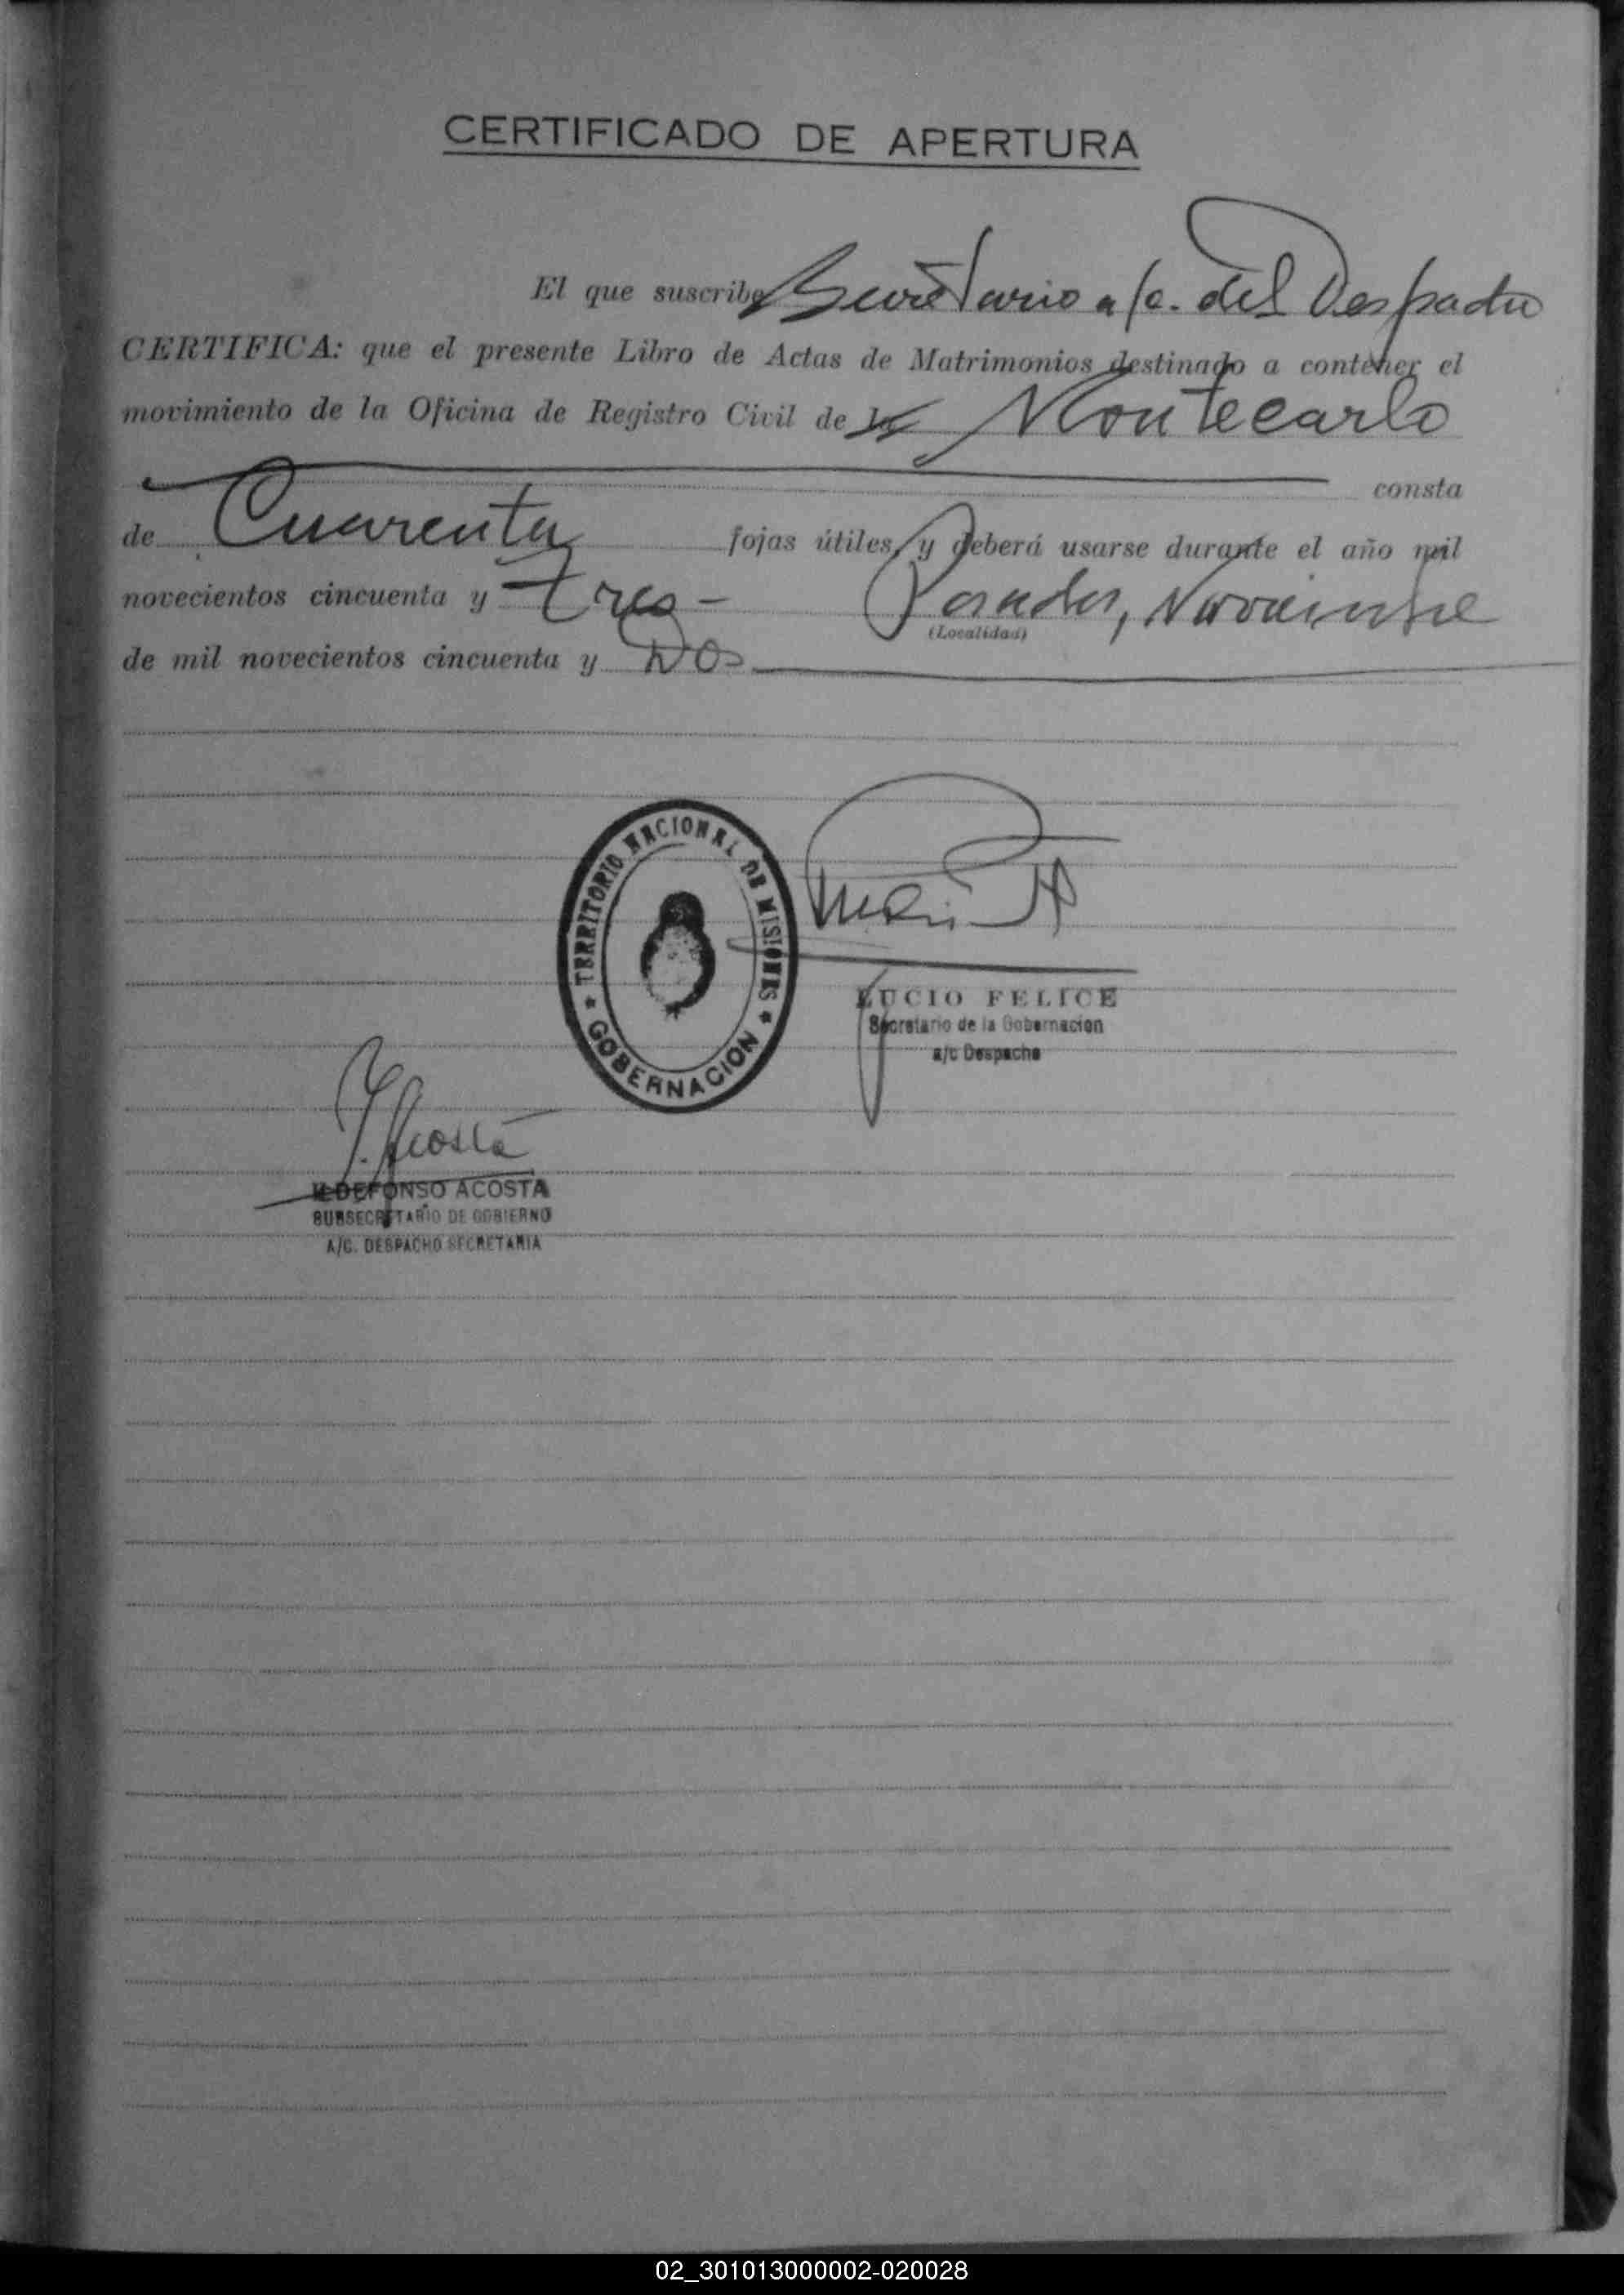 CERTIFICADO DE APERTURA
El que suscribe Secretario a/c. del Despacho
CERTIFICA: que el presente Libro de Actas de Matrimonios destinado a contener el
movimiento de la Oficina de Registro Civil de Montecarlo
consta
de Cuarenta fojas útiles, y deberá usarse durante el año mil
novecientos cincuenta y tres - Posadas, Noviembre
(Localidad)
de mil novecientos cincuenta y Dos
TERRITORIO NACIONAL DE MISIONES
GOBERNACION
LUCIO FELICE
Secretario de la Gobernacion
a/c Despacho
I. Acosta
ILDEFONSO ACOSTA
SUBSECRETARIO DE GOBIERNO
A/C. DESPACHO SECRETARIA
02_301013000002-020028